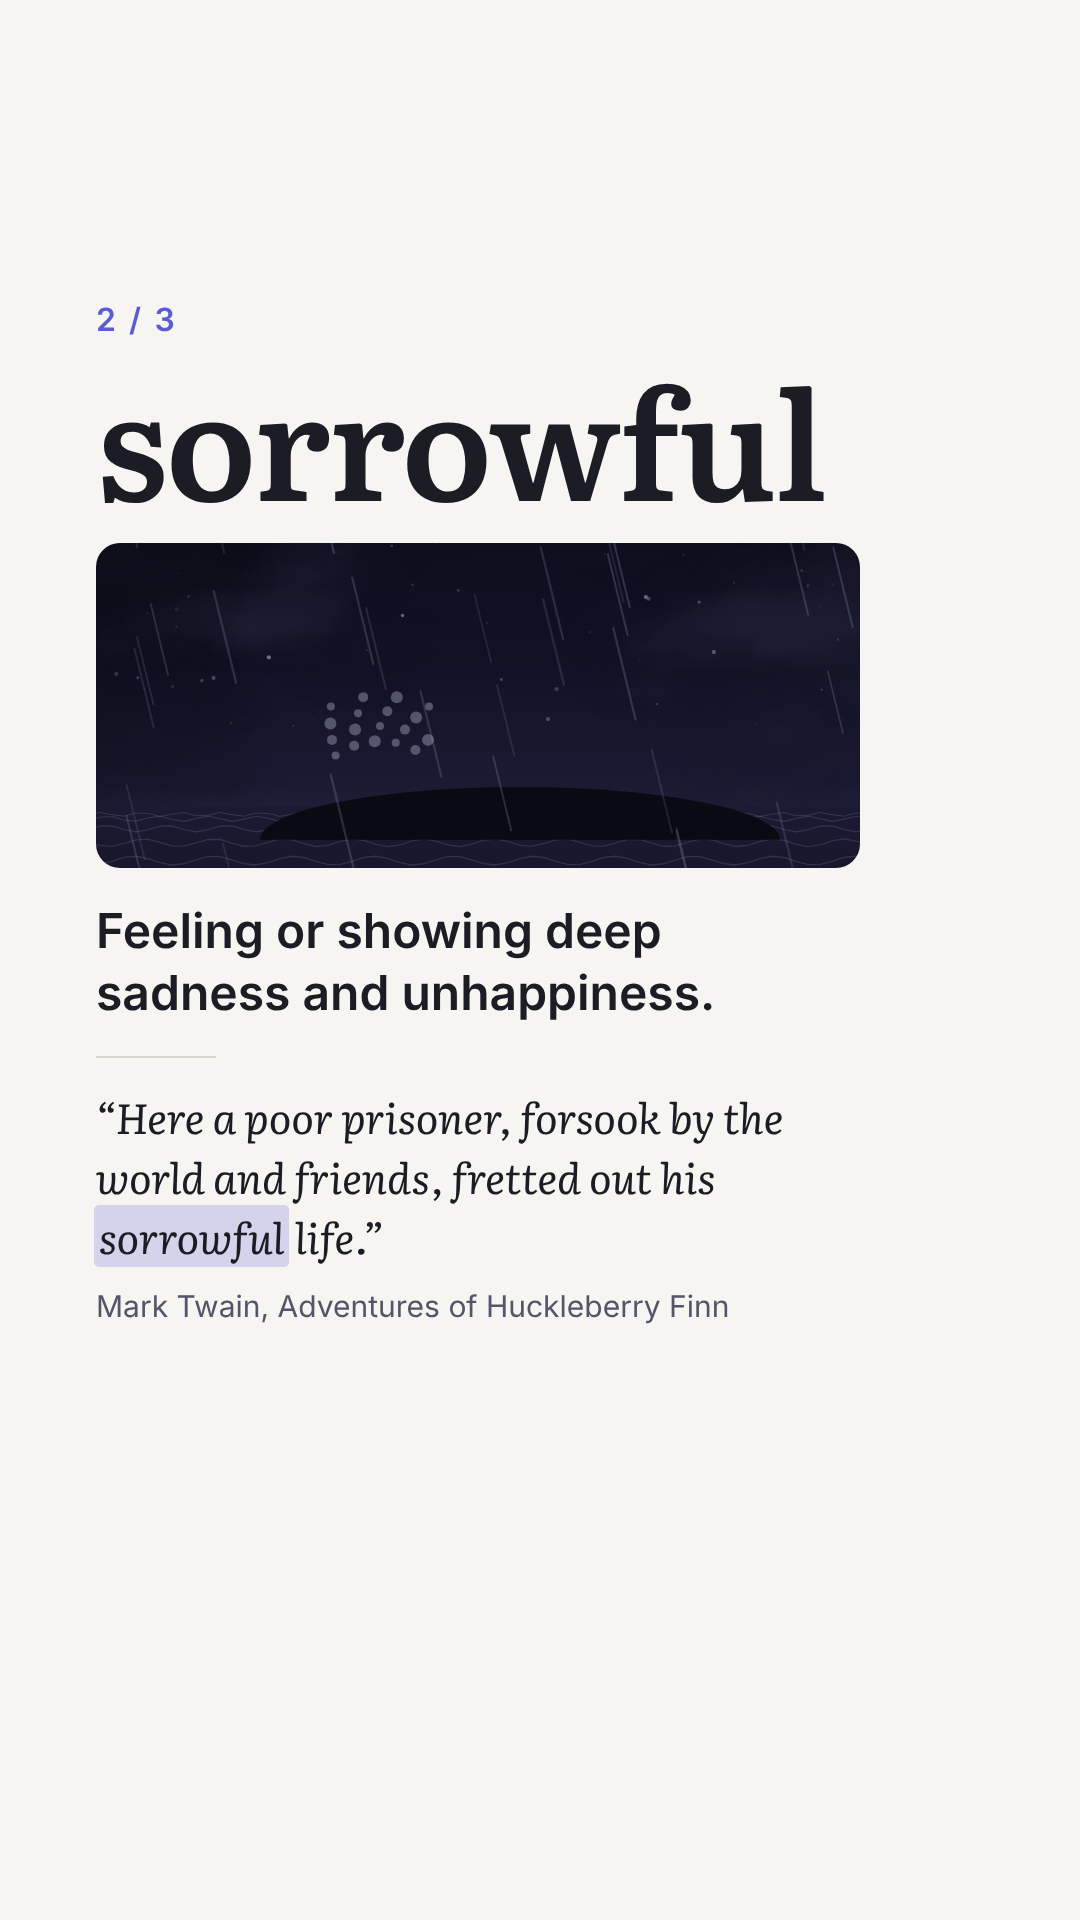 2 / 3
sorrowful
Feeling or showing deep
sadness and unhappiness.
“Here a poor prisoner, forsook by the
world and friends, fretted out his
sorrowful life.”
Mark Twain, Adventures of Huckleberry Finn